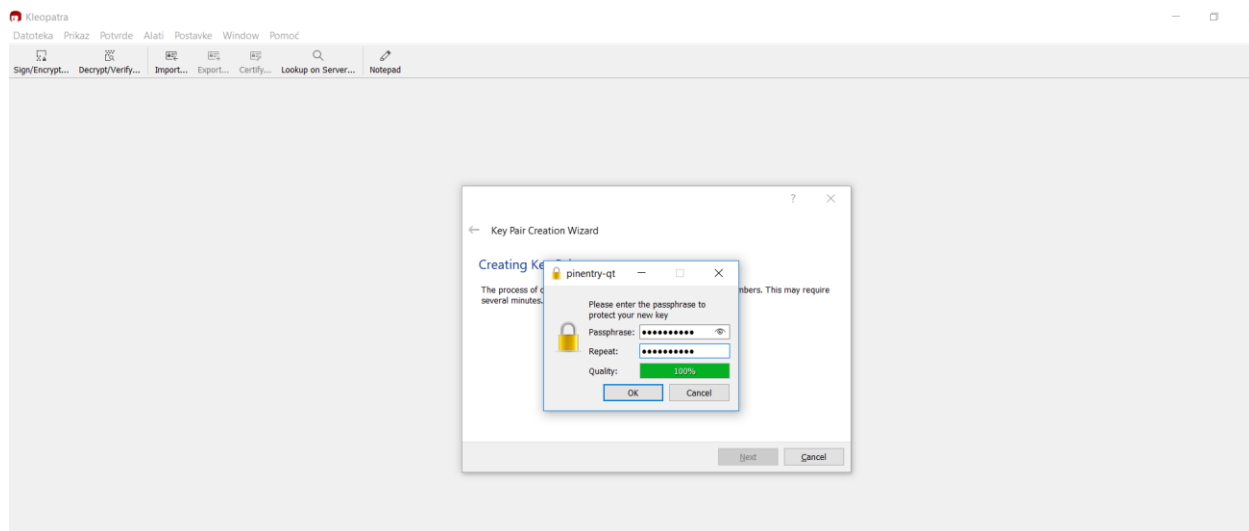 Kleopatra
Datoteka Prikaz Potvrde Alati Postavke Window Pomoć
Sign/Encrypt... Decrypt/Verify... Import... Export... Certify... Lookup on Server... Notepad
Key Pair Creation Wizard
Creating Ke
pinentry-qt
The process of
mbers. This may require
several minutes.
Please enter the passphrase to
protect your new key
Passphrase: ●●●●●●●●●●
Repeat: ●●●●●●●●●●
Quality: 100%
OK Cancel
Next Cancel